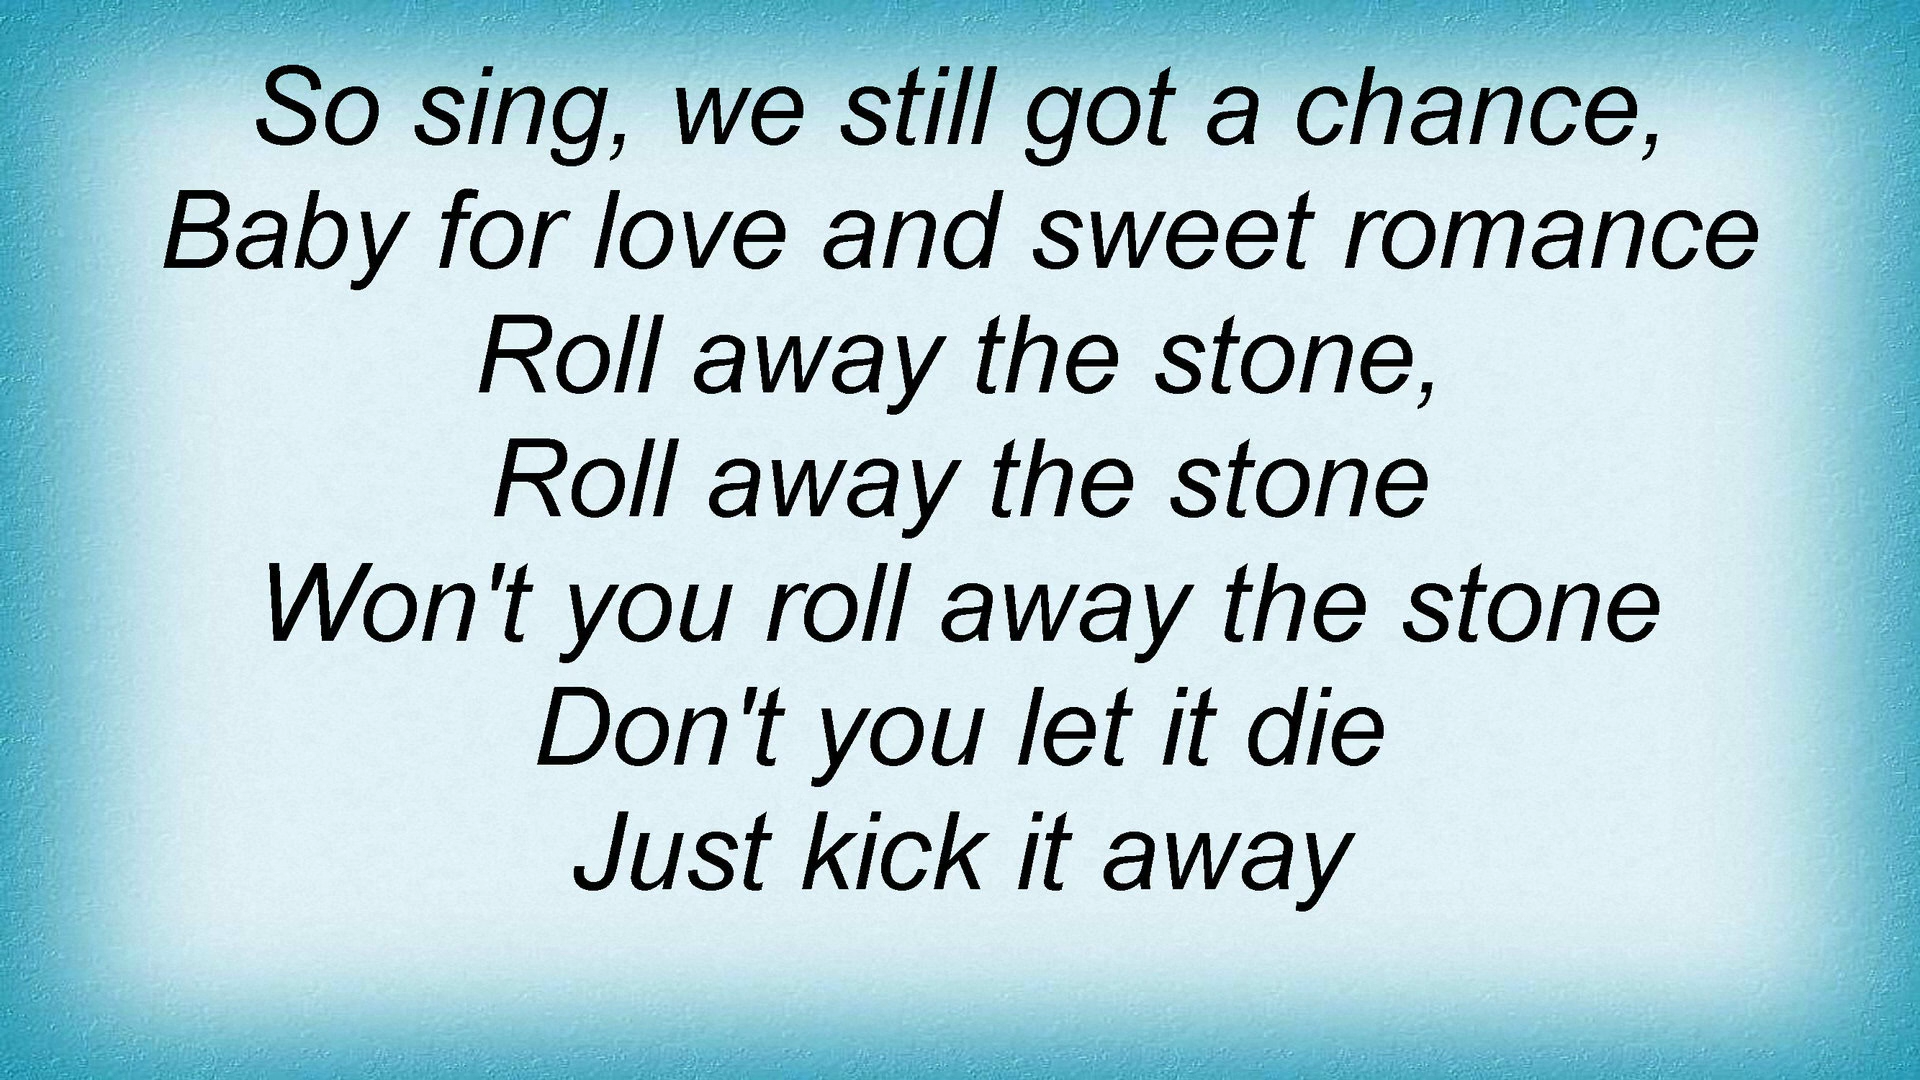 So sing, we still got a chance,
Baby for love and sweet romance
Roll away the stone,
Roll away the stone
Won't you roll away the stone
Don't you let it die
Just kick it away